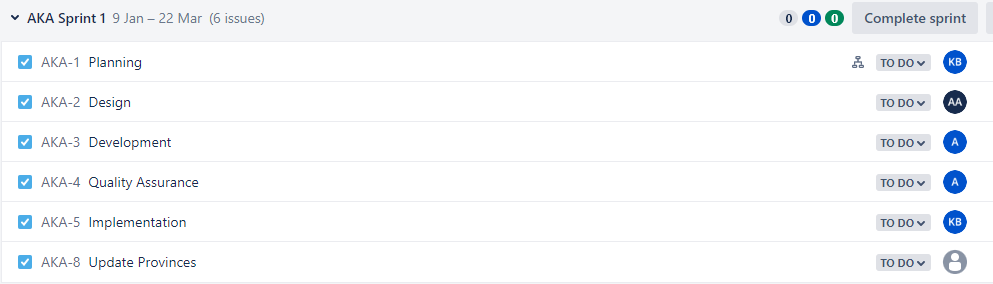 AKA Sprint 1 9 Jan – 22 Mar (6 issues) 0 0 0 Complete sprint
AKA-1 Planning TO DO KB
AKA-2 Design TO DO AA
AKA-3 Development TO DO A
AKA-4 Quality Assurance TO DO A
AKA-5 Implementation TO DO KB
AKA-8 Update Provinces TO DO